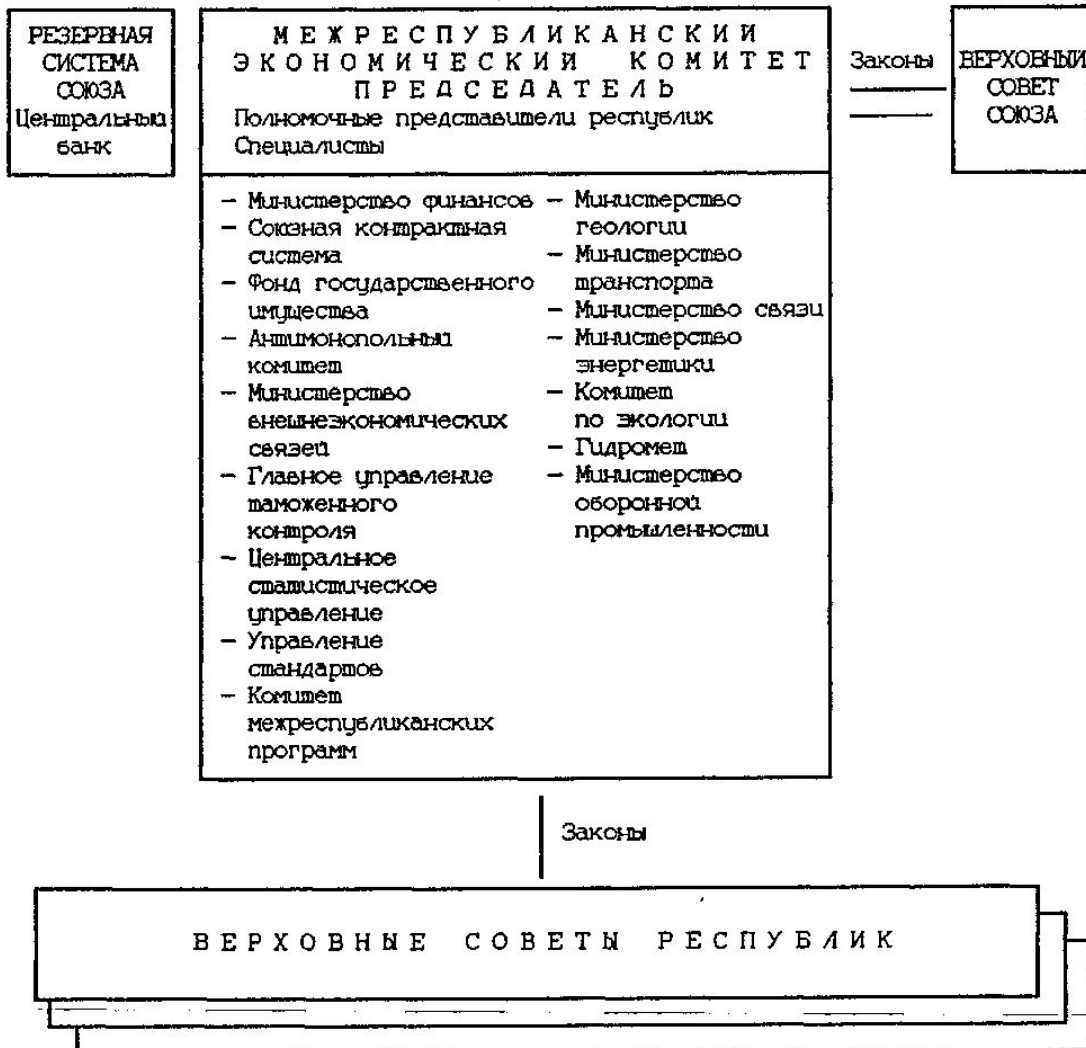 РЕЗЕРВНАЯ
СИСТЕМА
СОЮЗА
Центральный
банк
МЕЖРЕСПУБЛИКАНСКИЙ
ЭКОНОМИЧЕСКИЙ КОМИТЕТ
ПРЕДСЕДАТЕЛЬ
Полномочные представители республик
Специалисты
Законы
ВЕРХОВНЫЙ
СОВЕТ
СОЮЗА
— Министерство финансов
— Союзная контрактная
система
— Фонд государственного
имущества
— Антимонопольный
комитет
— Министерство
внешнеэкономических
связей
— Главное управление
таможенного
контроля
— Центральное
статистическое
управление
— Управление
стандартов
— Комитет
межреспубликанских
программ
— Министерство
геологии
— Министерство
транспорта
— Министерство связи
— Министерство
энергетики
— Комитет
по экологии
— Гидромет
— Министерство
оборонной
промышленности
Законы
ВЕРХОВНЫЕ СОВЕТЫ РЕСПУБЛИК